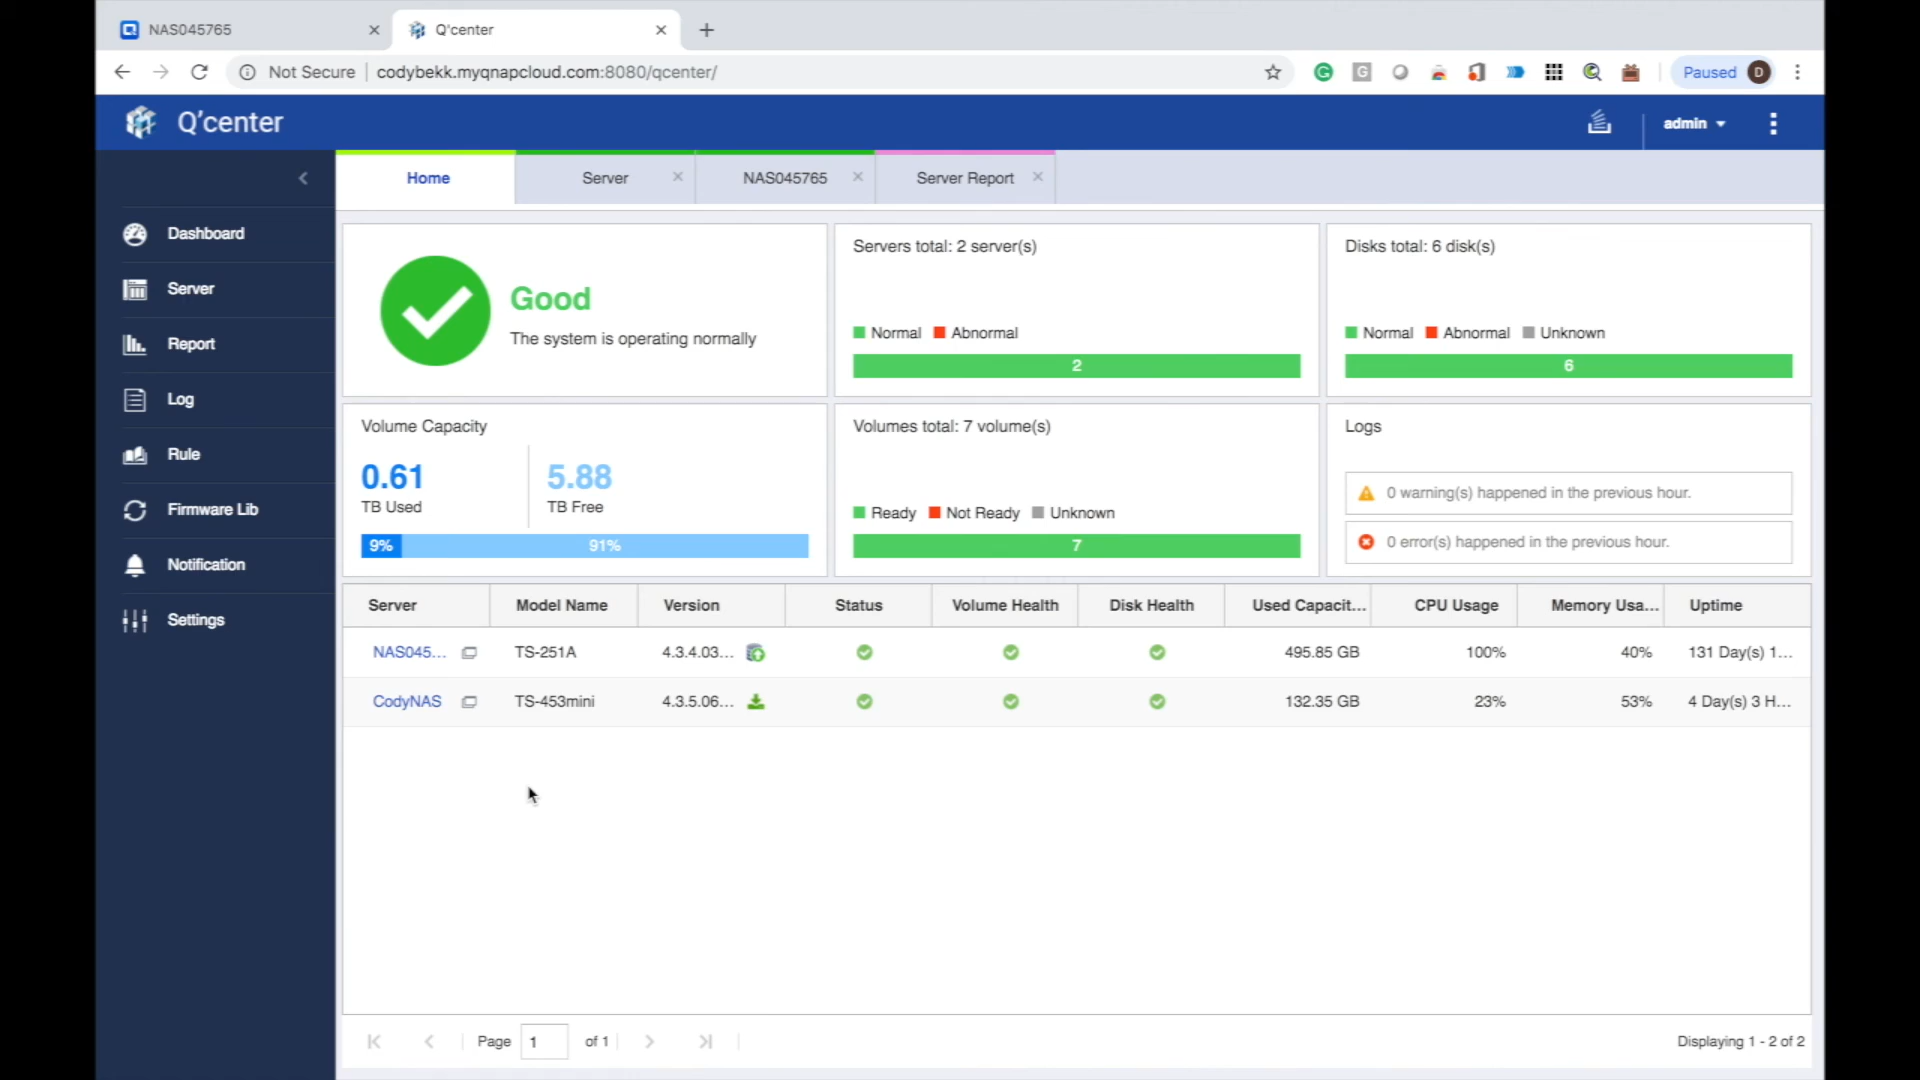 NAS045765
Q'center
Not Secure
codybekk.myqnapcloud.com:8080/qcenter/
Paused
D
Q'center
admin
Home
Server
NAS045765
Server Report
Dashboard
Server
Report
Log
Rule
Firmware Lib
Notification
Settings
Good
The system is operating normally
Servers total: 2 server(s)
Normal
Abnormal
2
Disks total: 6 disk(s)
Normal
Abnormal
Unknown
6
Volume Capacity
0.61
TB Used
5.88
TB Free
9%
91%
Volumes total: 7 volume(s)
Ready
Not Ready
Unknown
7
Logs
0 warning(s) happened in the previous hour.
0 error(s) happened in the previous hour.
Server Model Name Version Status Volume Health Disk Health Used Capacit... CPU Usage Memory Usa... Uptime
NAS045... TS-251A 4.3.4.03... 495.85 GB 100% 40% 131 Day(s) 1...
CodyNAS TS-453mini 4.3.5.06... 132.35 GB 23% 53% 4 Day(s) 3 H...
Page 1 of 1
Displaying 1 - 2 of 2